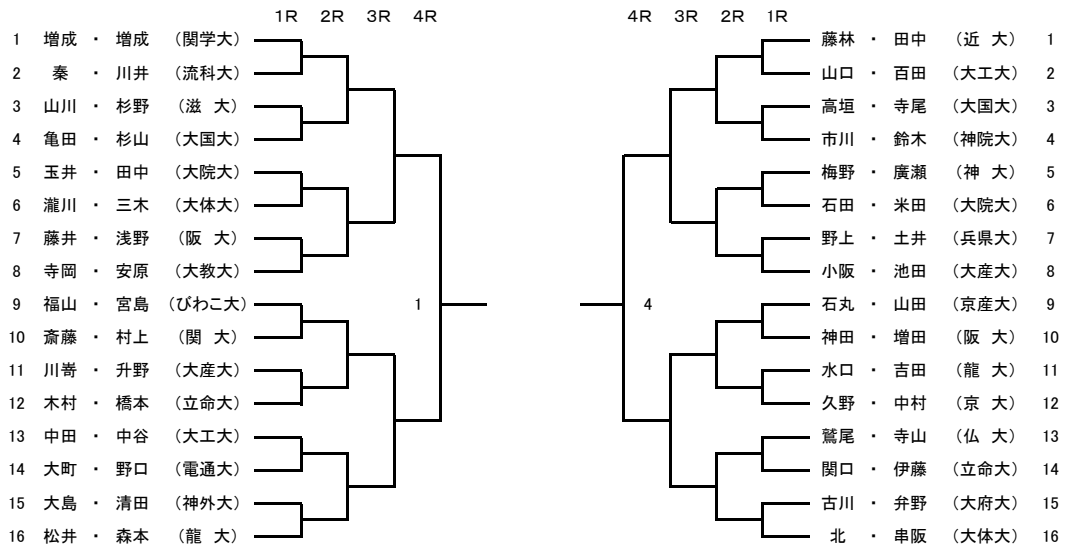 1R 2R 3R 4R
1 増成 ・ 増成 (関学大)
2 秦 ・ 川井 (流科大)
3 山川 ・ 杉野 (滋 大)
4 亀田 ・ 杉山 (大国大)
5 玉井 ・ 田中 (大院大)
6 瀧川 ・ 三木 (大体大)
7 藤井 ・ 浅野 (阪 大)
8 寺岡 ・ 安原 (大教大)
9 福山 ・ 宮島 (びわこ大)
1
10 斎藤 ・ 村上 (関 大)
11 川嵜 ・ 升野 (大産大)
12 木村 ・ 橋本 (立命大)
13 中田 ・ 中谷 (大工大)
14 大町 ・ 野口 (電通大)
15 大島 ・ 清田 (神外大)
16 松井 ・ 森本 (龍 大)
4R 3R 2R 1R
藤林 ・ 田中 (近 大) 1
山口 ・ 百田 (大工大) 2
高垣 ・ 寺尾 (大国大) 3
市川 ・ 鈴木 (神院大) 4
梅野 ・ 廣瀬 (神 大) 5
石田 ・ 米田 (大院大) 6
野上 ・ 土井 (兵県大) 7
小阪 ・ 池田 (大産大) 8
4
石丸 ・ 山田 (京産大) 9
神田 ・ 増田 (阪 大) 10
水口 ・ 吉田 (龍 大) 11
久野 ・ 中村 (京 大) 12
鷲尾 ・ 寺山 (仏 大) 13
関口 ・ 伊藤 (立命大) 14
古川 ・ 弁野 (大府大) 15
北 ・ 串阪 (大体大) 16